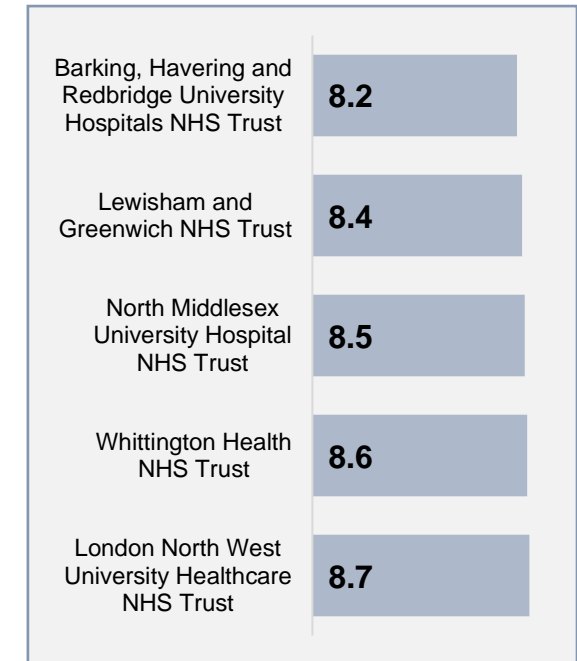 Barking, Havering and
Redbridge University
Hospitals NHS Trust
8.2
Lewisham and
Greenwich NHS Trust
8.4
North Middlesex
University Hospital
NHS Trust
8.5
Whittington Health
NHS Trust
8.6
London North West
University Healthcare
NHS Trust
8.7